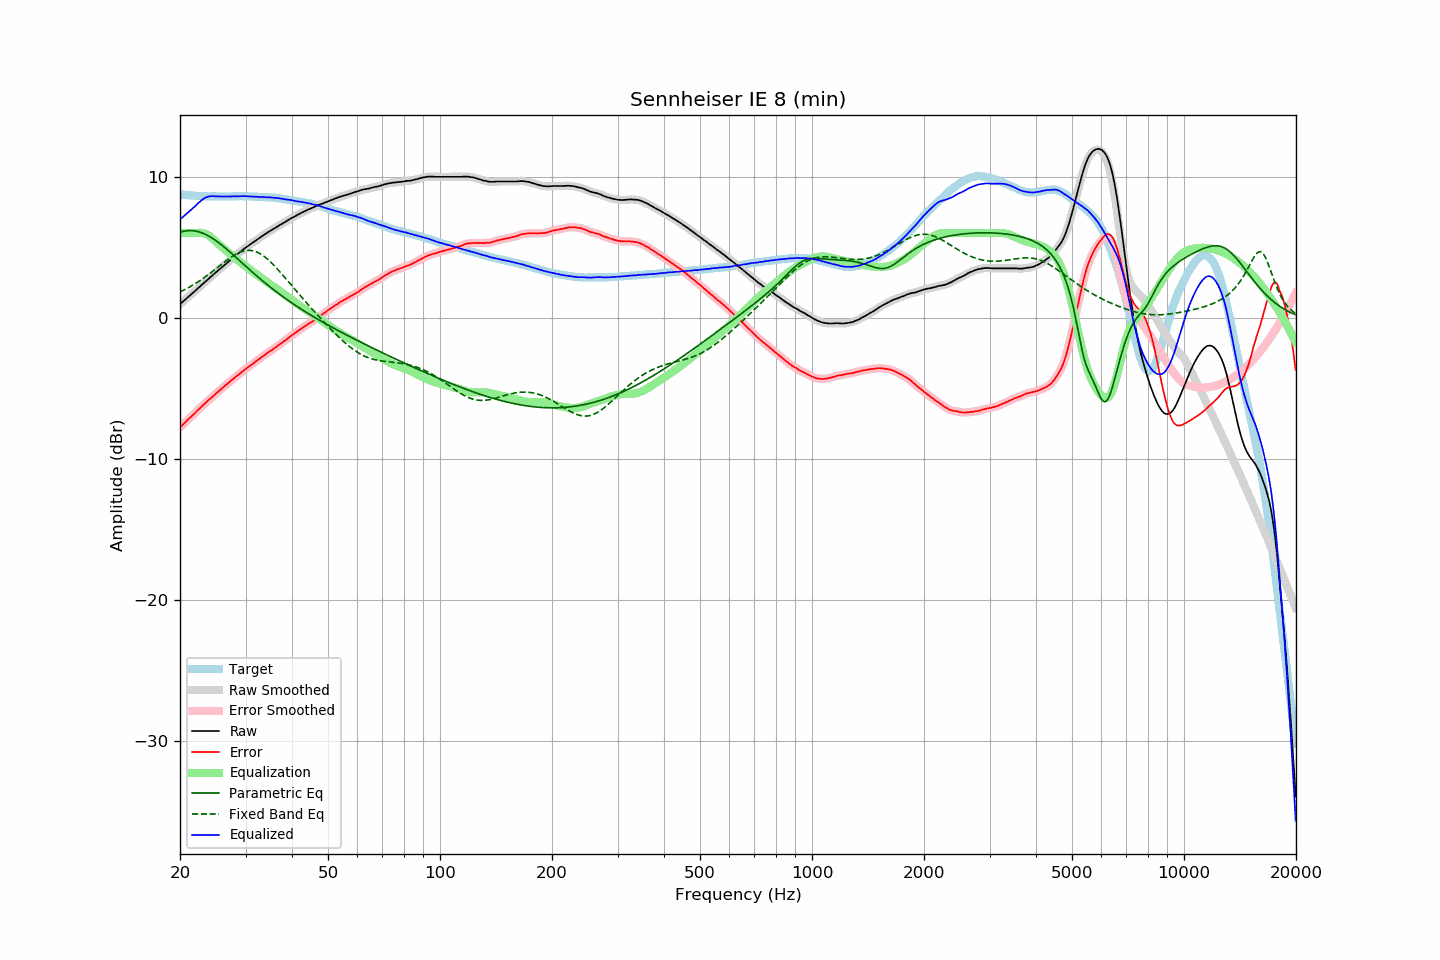 Sennheiser IE 8 (min)
10
0
−10
−20
−30
Amplitude (dBr)
Target
Raw Smoothed
Error Smoothed
Raw
Error
Equalization
Parametric Eq
Fixed Band Eq
Equalized
20 50 100 200 500 1000 2000 5000 10000 20000
Frequency (Hz)